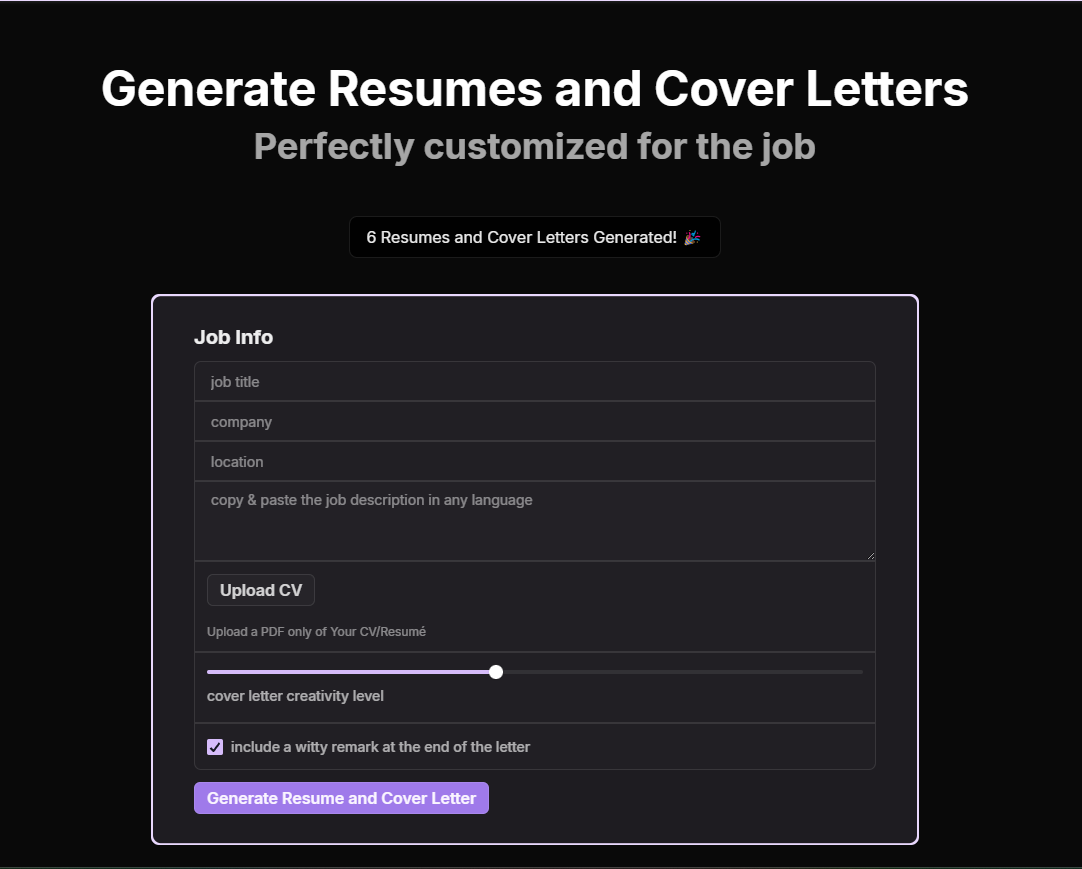 Generate Resumes and Cover Letters
Perfectly customized for the job
6 Resumes and Cover Letters Generated! 🎉
Job Info
job title
company
location
copy & paste the job description in any language
Upload CV
Upload a PDF only of Your CV/Resumé
cover letter creativity level
include a witty remark at the end of the letter
Generate Resume and Cover Letter